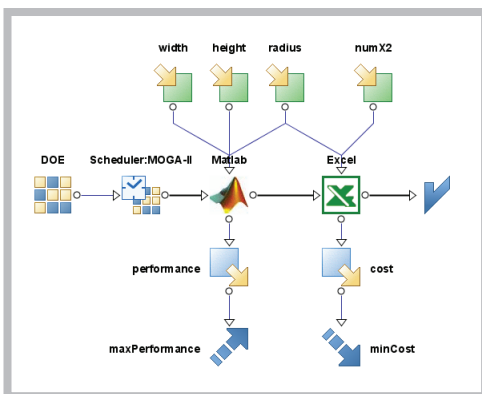 width height radius numX2
DOE Scheduler:MOGA-II Matlab Excel
performance cost
maxPerformance minCost